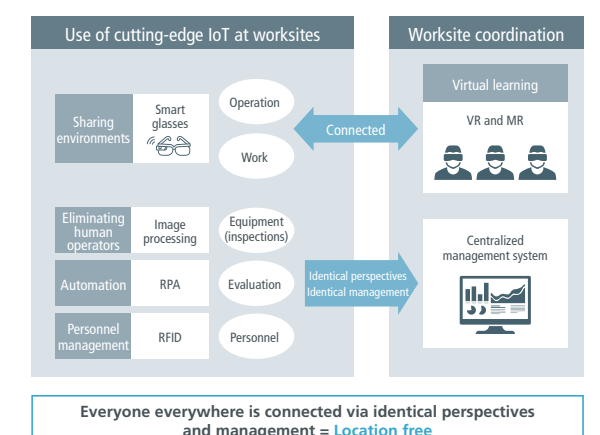 Use of cutting-edge IoT at worksites
Sharing
environments
Smart
glasses
Operation
Work
Eliminating
human
operators
Image
processing
Equipment
(inspections)
Automation
RPA
Evaluation
Personnel
management
RFID
Personnel
Connected
Identical perspectives
Identical management
Worksite coordination
Virtual learning
VR and MR
Centralized
management system
Everyone everywhere is connected via identical perspectives
and management = Location free